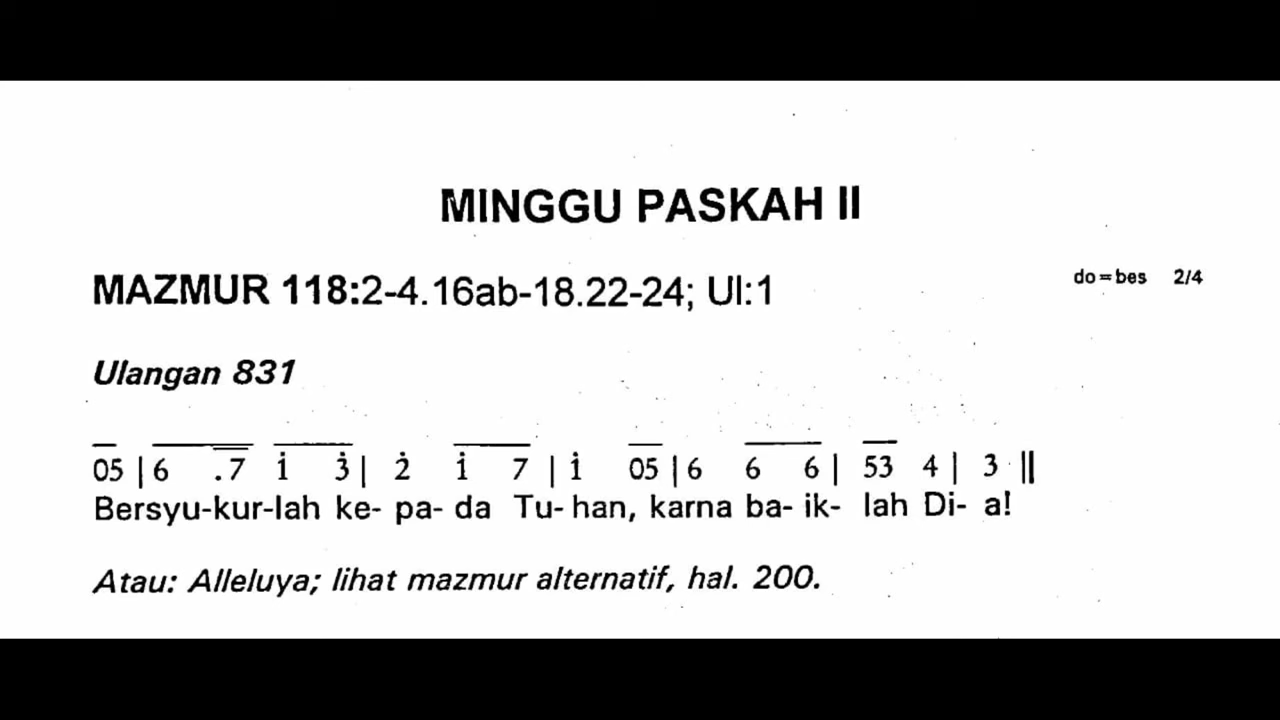 MINGGU PASKAH II
MAZMUR 118:2-4.16ab-18.22-24; Ul:1 do=bes 2/4
Ulangan 831
05 | 6 .7 1̇ 3̇ | 2̇ 1̇ 7 | 1̇ 05 | 6 6 6 | 53 4 | 3 ||
Bersyu-kur-lah ke- pa- da Tu- han, karna ba- ik- lah Di- a!
Atau: Alleluya; lihat mazmur alternatif, hal. 200.